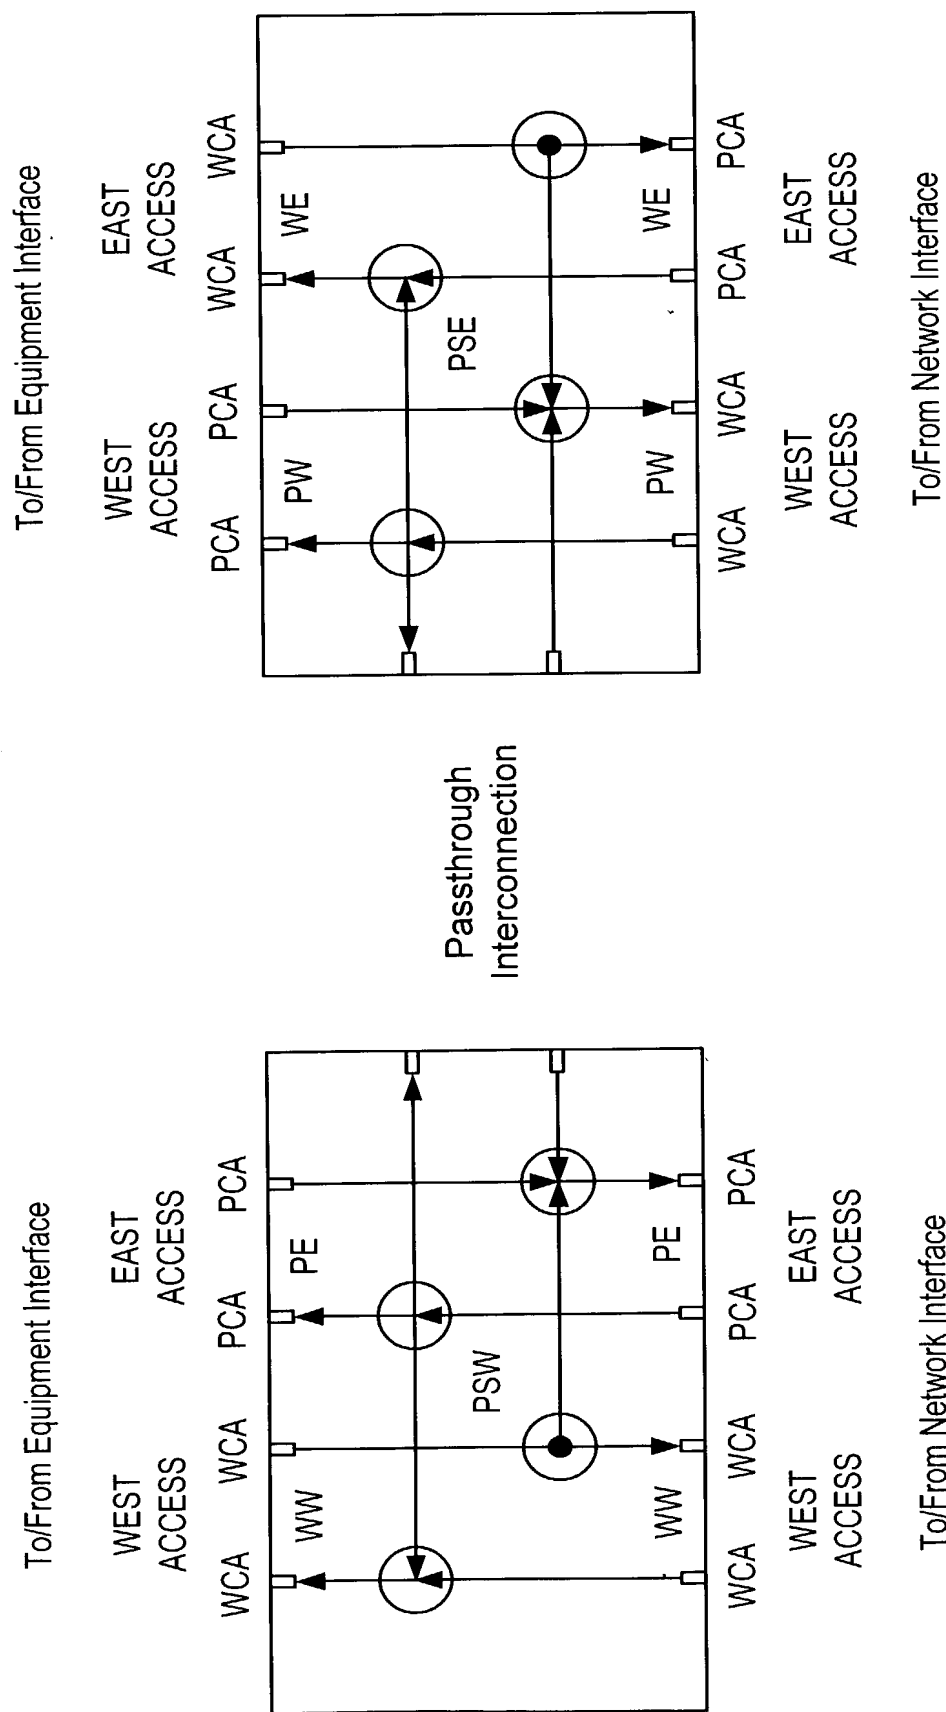 To/From Equipment Interface
WEST
ACCESS
EAST
ACCESS
WCA
WCA
PCA
PCA
WW
PE
PSW
WW
PE
WCA
WCA
PCA
PCA
WEST
ACCESS
EAST
ACCESS
To/From Network Interface
Passthrough
Interconnection
To/From Equipment Interface
WEST
ACCESS
EAST
ACCESS
PCA
PCA
WCA
WCA
PW
WE
PSE
PW
WE
WCA
WCA
PCA
PCA
WEST
ACCESS
EAST
ACCESS
To/From Network Interface